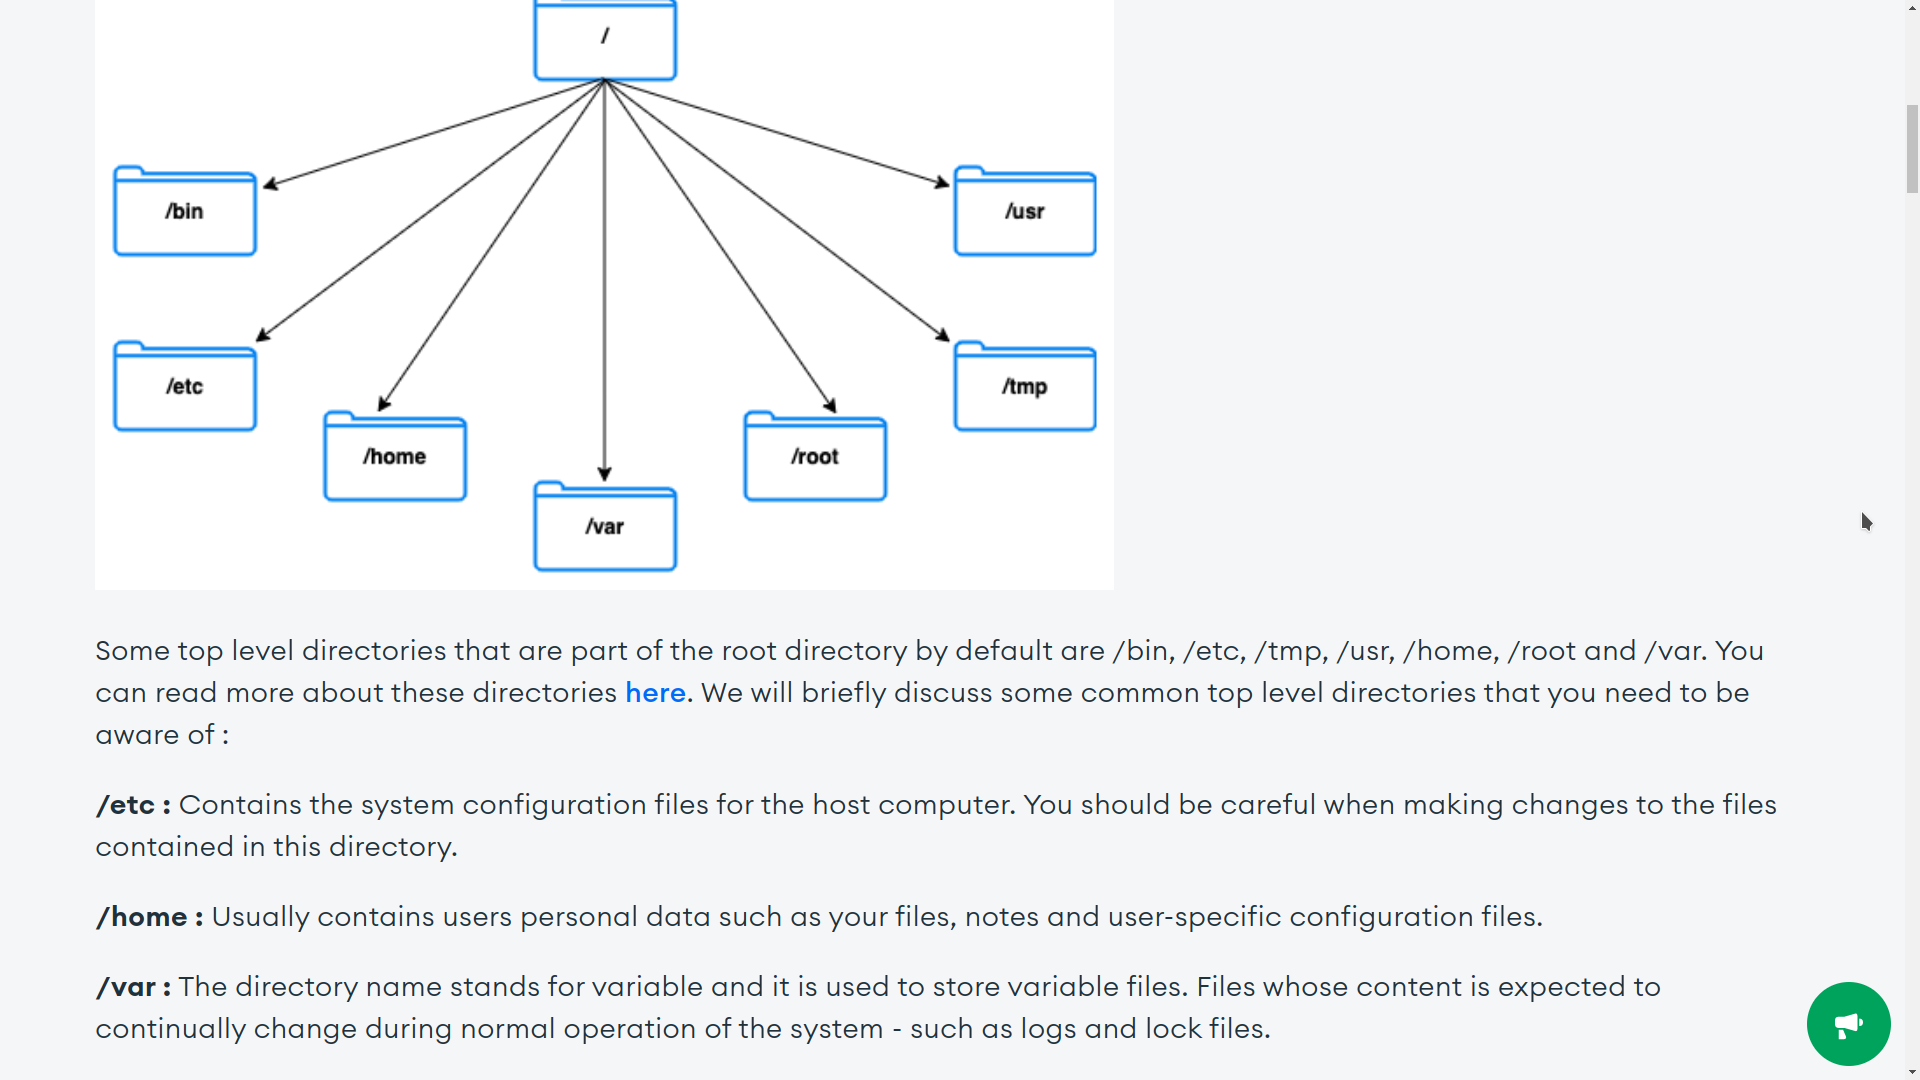 /
/bin
/usr
/etc
/tmp
/home
/root
/var
Some top level directories that are part of the root directory by default are /bin, /etc, /tmp, /usr, /home, /root and /var. You
can read more about these directories here. We will briefly discuss some common top level directories that you need to be
aware of :
/etc : Contains the system configuration files for the host computer. You should be careful when making changes to the files
contained in this directory.
/home : Usually contains users personal data such as your files, notes and user-specific configuration files.
/var : The directory name stands for variable and it is used to store variable files. Files whose content is expected to
continually change during normal operation of the system - such as logs and lock files.